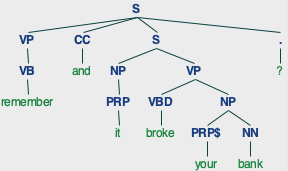 S
VP CC S .
VB and NP VP ?
remember PRP VBD NP
it broke PRP$ NN
your bank